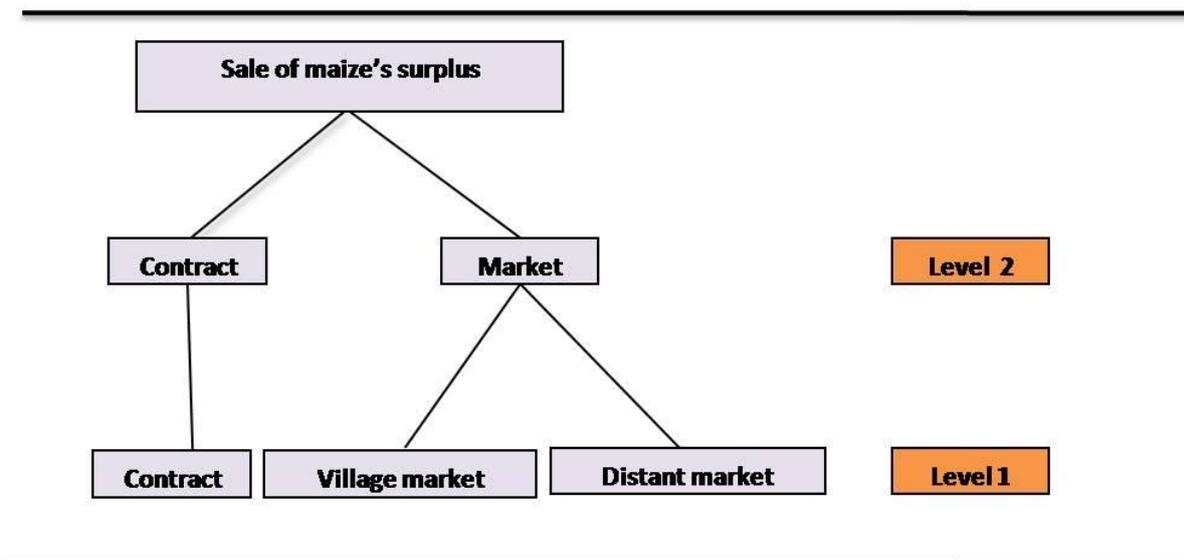 Sale of maize's surplus
Contract
Market
Level 2
Contract
Village market
Distant market
Level 1